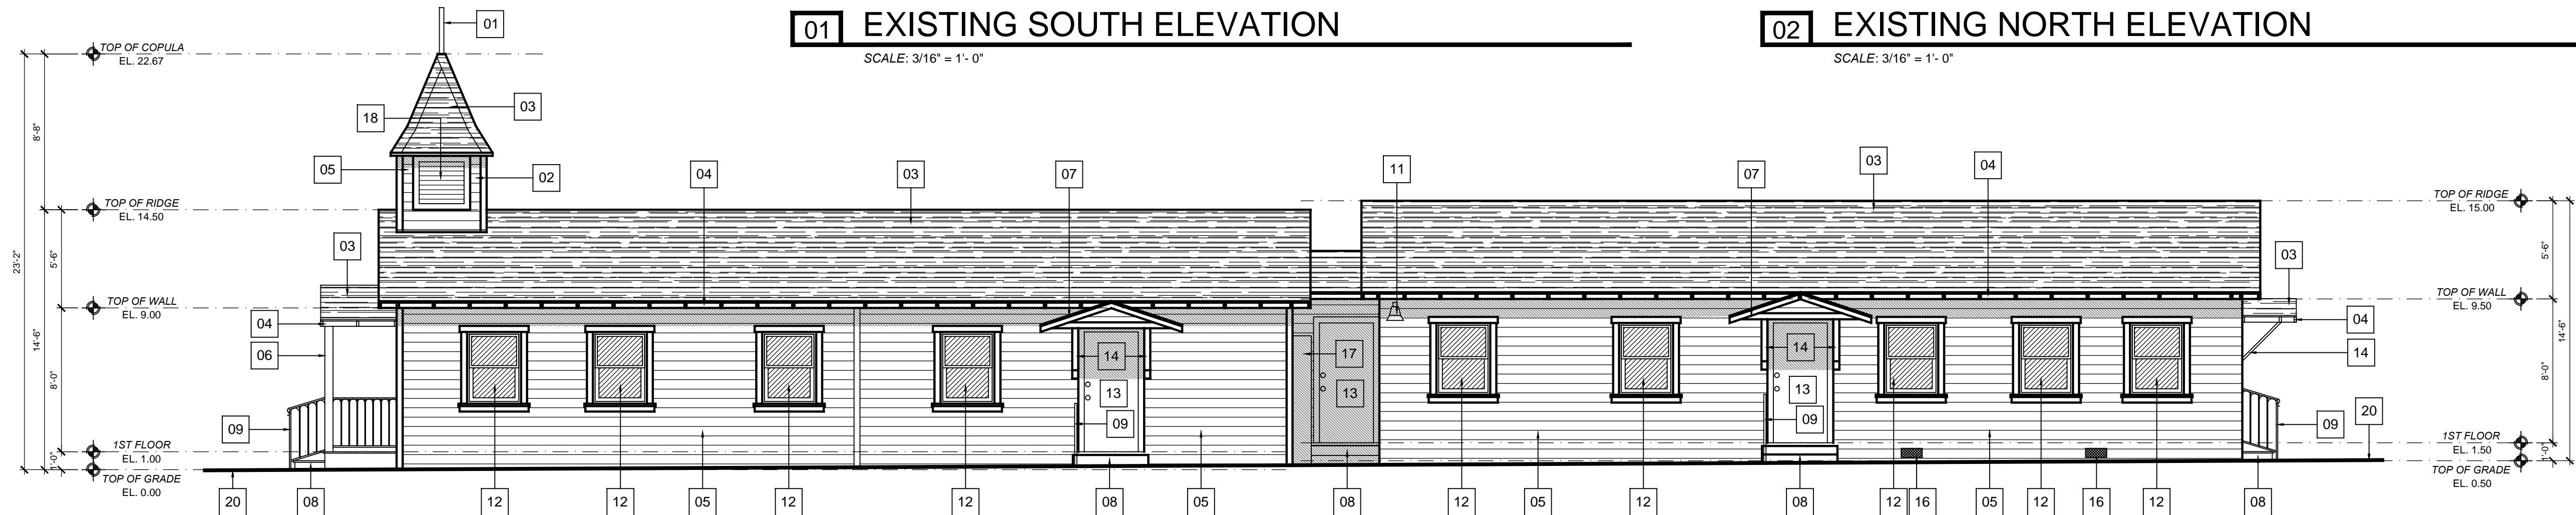 01 EXISTING SOUTH ELEVATION
SCALE: 3/16" = 1'- 0"
02 EXISTING NORTH ELEVATION
SCALE: 3/16" = 1'- 0"
01
TOP OF COPULA
EL. 22.67
03
18
05
02
04
03
07
11
07
03
04
TOP OF RIDGE
EL. 14.50
TOP OF RIDGE
EL. 15.00
03
03
TOP OF WALL
EL. 9.00
TOP OF WALL
EL. 9.50
04
06
04
14
14
17
14
13
13
13
09
09
09
09
20
1ST FLOOR
EL. 1.00
1ST FLOOR
EL. 1.50
TOP OF GRADE
EL. 0.00
TOP OF GRADE
EL. 0.50
23'-2"
8'-8"
14'-6"
5'-6"
8'-0"
1'-0"
5'-6"
8'-0"
1'-0"
14'-6"
20
08
12
12
05
12
12
08
05
08
12
05
12
08
12
16
05
12
16
12
08